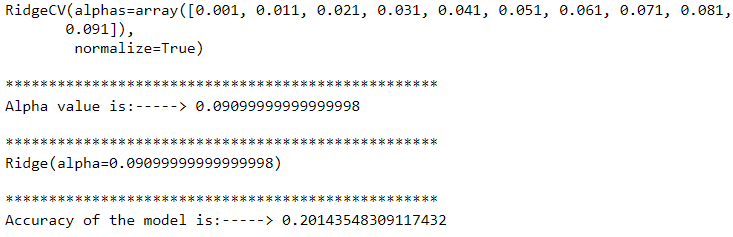 RidgeCV(alphas=array([0.001, 0.011, 0.021, 0.031, 0.041, 0.051, 0.061, 0.071, 0.081,
       0.091]),
        normalize=True)
**************************************************
Alpha value is:-----> 0.09099999999999998
**************************************************
Ridge(alpha=0.09099999999999998)
**************************************************
Accuracy of the model is:-----> 0.20143548309117432